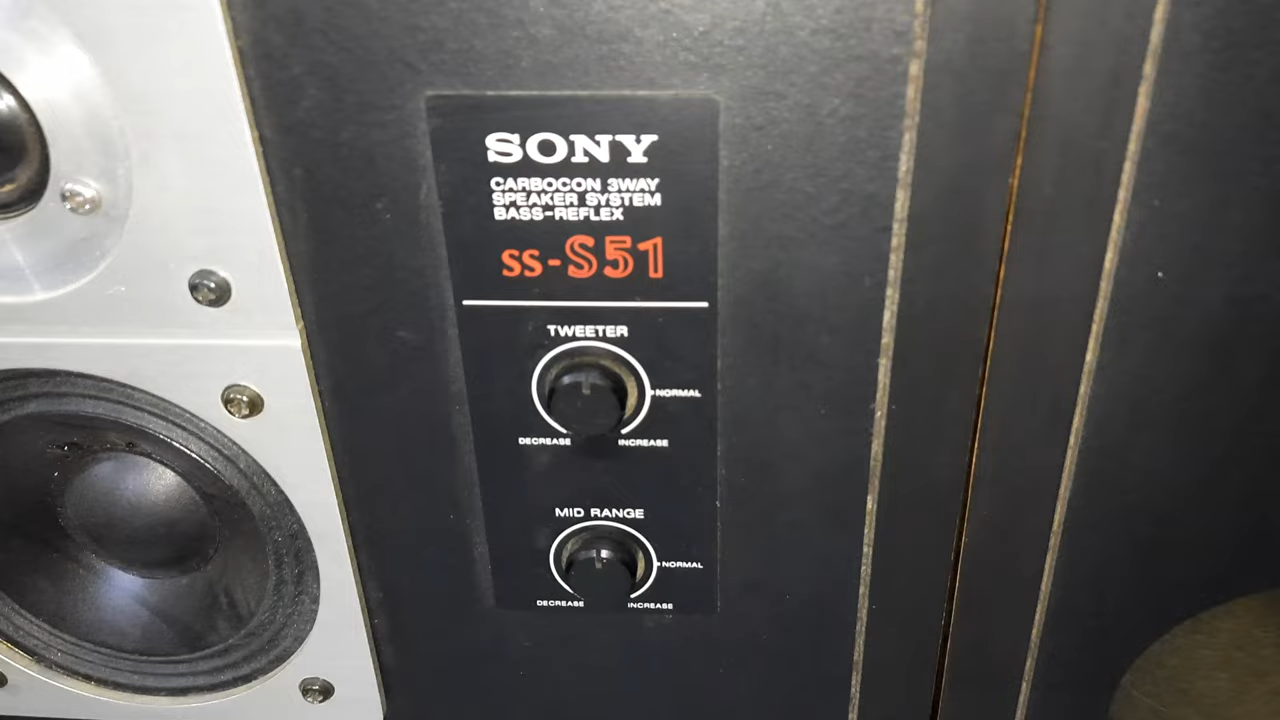 SONY
CARBOCON 3WAY
SPEAKER SYSTEM
BASS-REFLEX
SS-S51
TWEETER
NORMAL
DECREASE INCREASE
MID RANGE
NORMAL
DECREASE INCREASE